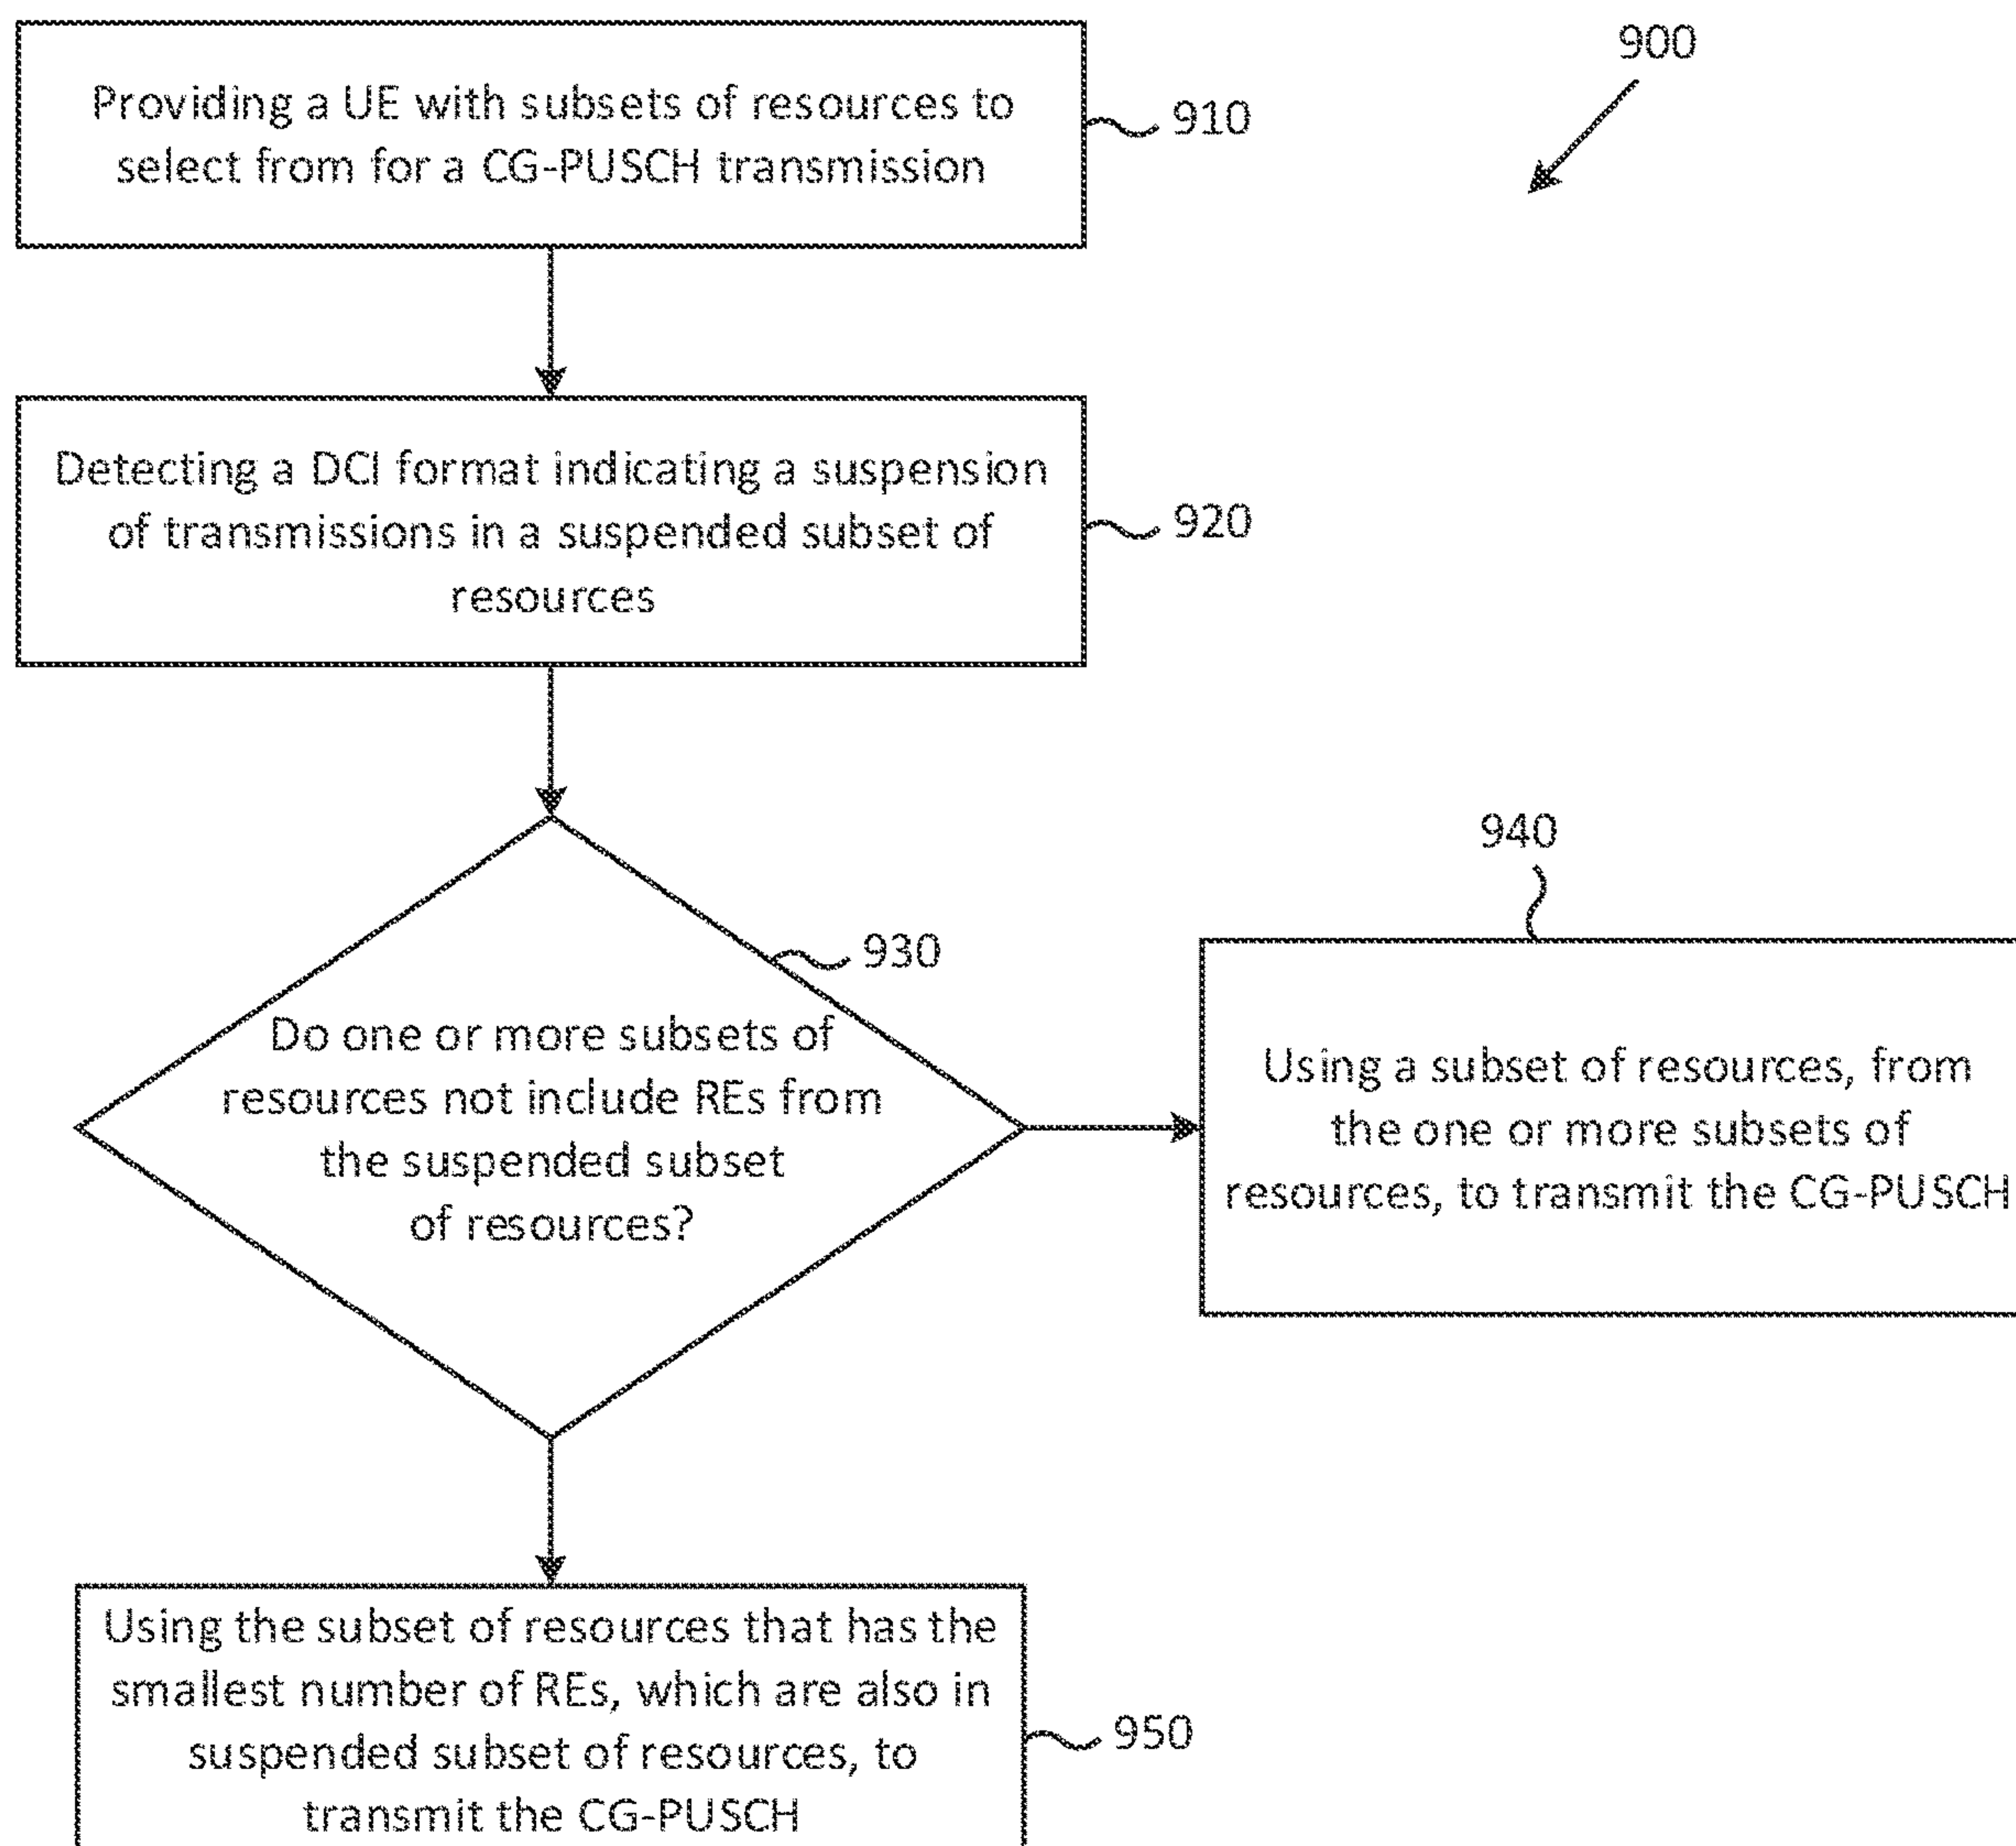 900
Providing a UE with subsets of resources to
select from for a CG-PUSCH transmission
910
Detecting a DCI format indicating a suspension
of transmissions in a suspended subset of
resources
920
930
Do one or more subsets of
resources not include REs from
the suspended subset
of resources?
940
Using a subset of resources, from
the one or more subsets of
resources, to transmit the CG-PUSCH
Using the subset of resources that has the
smallest number of REs, which are also in
suspended subset of resources, to
transmit the CG-PUSCH
950